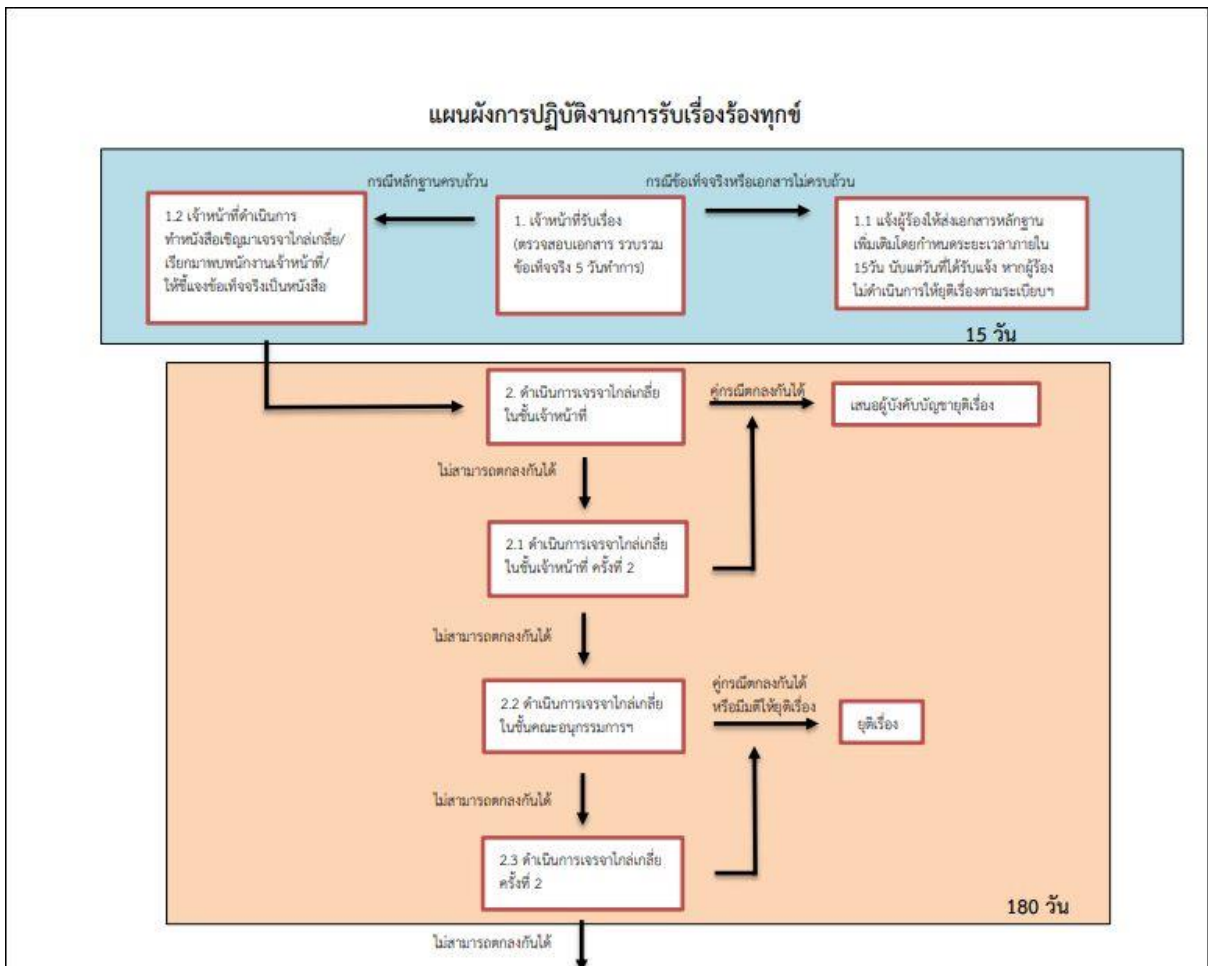 แผนผังการปฏิบัติงานการรับเรื่องร้องทุกข์
กรณีหลักฐานครบถ้วน
กรณีข้อเท็จจริงหรือเอกสารไม่ครบถ้วน
1.2 เจ้าหน้าที่ดำเนินการ
ทำหนังสือเชิญมาเจรจาไกล่เกลี่ย/
เรียกมาพบพนักงานเจ้าหน้าที่/
ให้ชี้แจงข้อเท็จจริงเป็นหนังสือ
1. เจ้าหน้าที่รับเรื่อง
(ตรวจสอบเอกสาร รวบรวม
ข้อเท็จจริง 5 วันทำการ)
1.1 แจ้งผู้ร้องให้ส่งเอกสารหลักฐาน
เพิ่มเติมโดยกำหนดระยะเวลาภายใน
15วัน นับแต่วันที่ได้รับแจ้ง หากผู้ร้อง
ไม่ดำเนินการให้ยุติเรื่องตามระเบียบฯ
15 วัน
2. ดำเนินการเจรจาไกล่เกลี่ย
ในชั้นเจ้าหน้าที่
คู่กรณีตกลงกันได้
เสนอผู้บังคับบัญชายุติเรื่อง
ไม่สามารถตกลงกันได้
2.1 ดำเนินการเจรจาไกล่เกลี่ย
ในชั้นเจ้าหน้าที่ ครั้งที่ 2
ไม่สามารถตกลงกันได้
2.2 ดำเนินการเจรจาไกล่เกลี่ย
ในชั้นคณะอนุกรรมการฯ
คู่กรณีตกลงกันได้
หรือมีมติให้ยุติเรื่อง
ยุติเรื่อง
ไม่สามารถตกลงกันได้
2.3 ดำเนินการเจรจาไกล่เกลี่ย
ครั้งที่ 2
180 วัน
ไม่สามารถตกลงกันได้